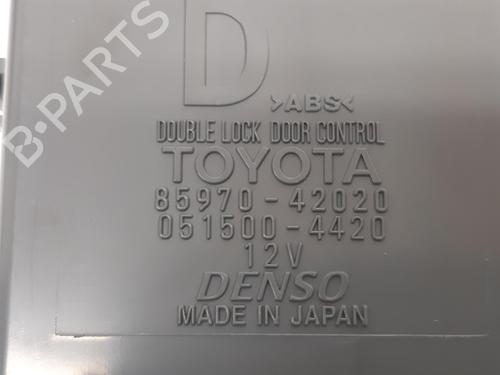 D
>ABS<
DOUBLE LOCK DOOR CONTROL
TOYOTA
85970-42020
051500-4420
12V
DENSO
MADE IN JAPAN
B-PARTS